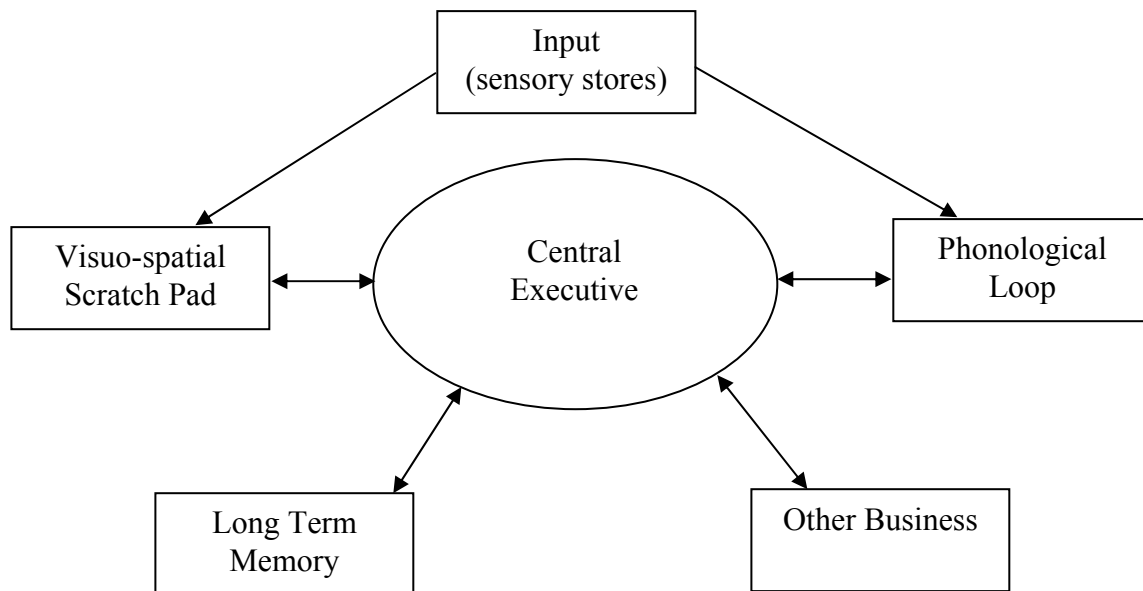 Input
(sensory stores)
Visuo-spatial
Scratch Pad
Central
Executive
Phonological
Loop
Long Term
Memory
Other Business